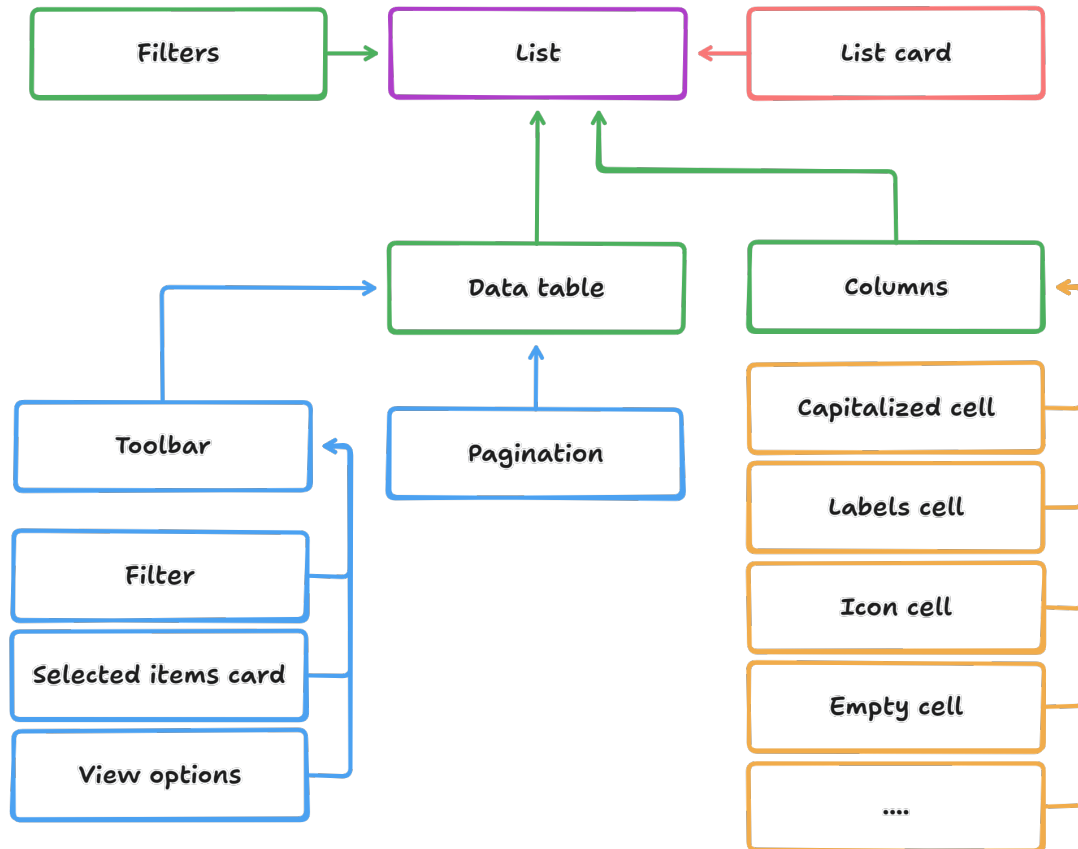 Filters
List
List card
Data table
Columns
Toolbar
Pagination
Capitalized cell
Labels cell
Filter
Icon cell
Selected items card
Empty cell
View options
....